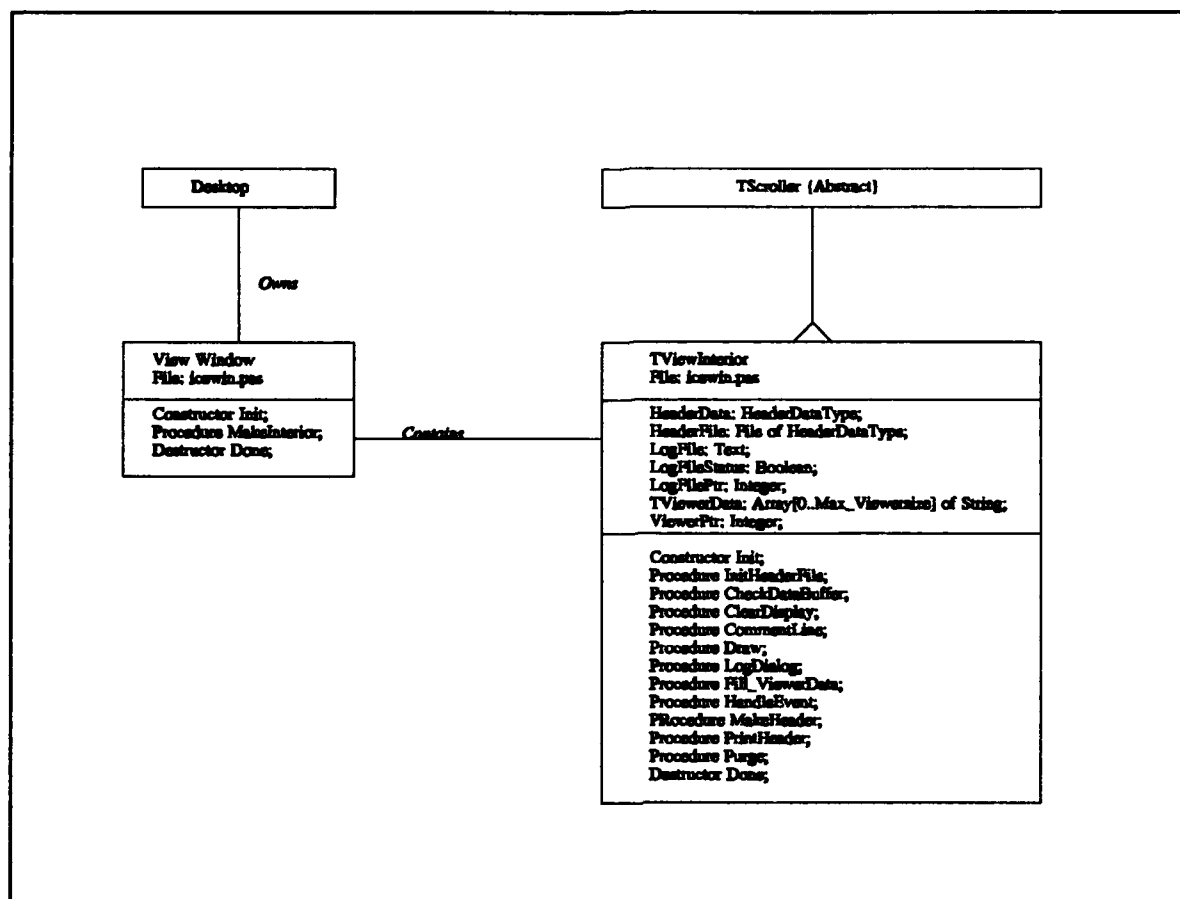 Desktop
TScroller {Abstract}
Owns
View Window
File: icewin.pas
Constructor Init;
Procedure MakeInterior;
Destructor Done;
Contains
TViewInterior
File: icewin.pas
HeaderData: HeaderDataType;
HeaderFile: File of HeaderDataType;
LogFile: Text;
LogFileStatus: Boolean;
LogFilePtr: Integer;
TViewerData: Array[0..Max_Viewersize] of String;
ViewerPtr: Integer;
Constructor Init;
Procedure InitHeaderFile;
Procedure CheckDataBuffer;
Procedure ClearDisplay;
Procedure CommentLine;
Procedure Draw;
Procedure LogDialog;
Procedure Fill_ViewerData;
Procedure HandleEvent;
PRocedure MakeHeader;
Procedure PrintHeader;
Procedure Purge;
Destructor Done;